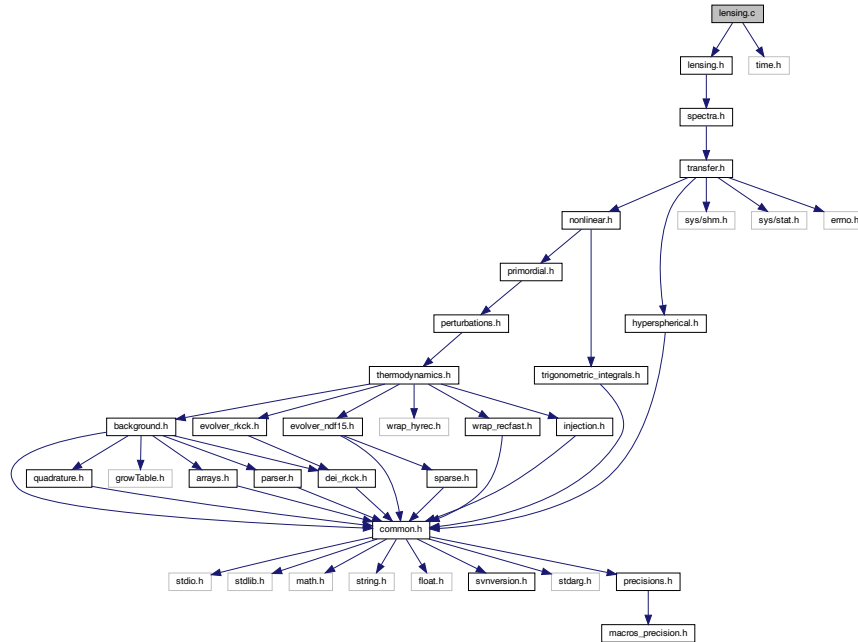 lensing.c
lensing.h
time.h
spectra.h
transfer.h
nonlinear.h
sys/shm.h
sys/stat.h
errno.h
primordial.h
perturbations.h
hyperspherical.h
thermodynamics.h
trigonometric_integrals.h
background.h
evolver_rkck.h
evolver_ndf15.h
wrap_hyrec.h
wrap_recfast.h
injection.h
quadrature.h
growTable.h
arrays.h
parser.h
dei_rkck.h
sparse.h
common.h
stdio.h
stdlib.h
math.h
string.h
float.h
svnversion.h
stdarg.h
precisions.h
macros_precision.h